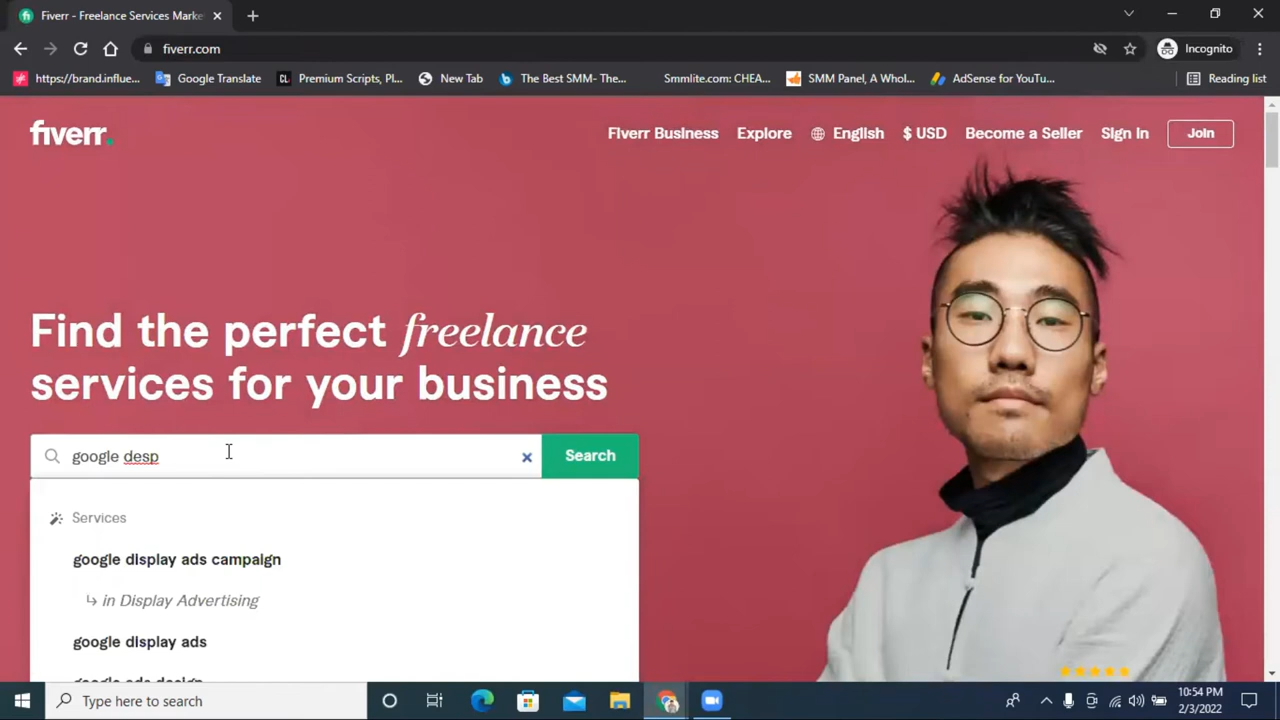 Fiverr - Freelance Services Marke
fiverr.com
Incognito
https://brand.influe...
Google Translate
Premium Scripts, Pl...
New Tab
The Best SMM- The...
Smmlite.com: CHEA...
SMM Panel, A Whol...
AdSense for YouTu...
Reading list
fiverr.
Fiverr Business
Explore
English
$ USD
Become a Seller
Sign in
Join
Find the perfect freelance
services for your business
google desp
Search
Services
google display ads campaign
in Display Advertising
google display ads
google ads design
Type here to search
10:54 PM
2/3/2022